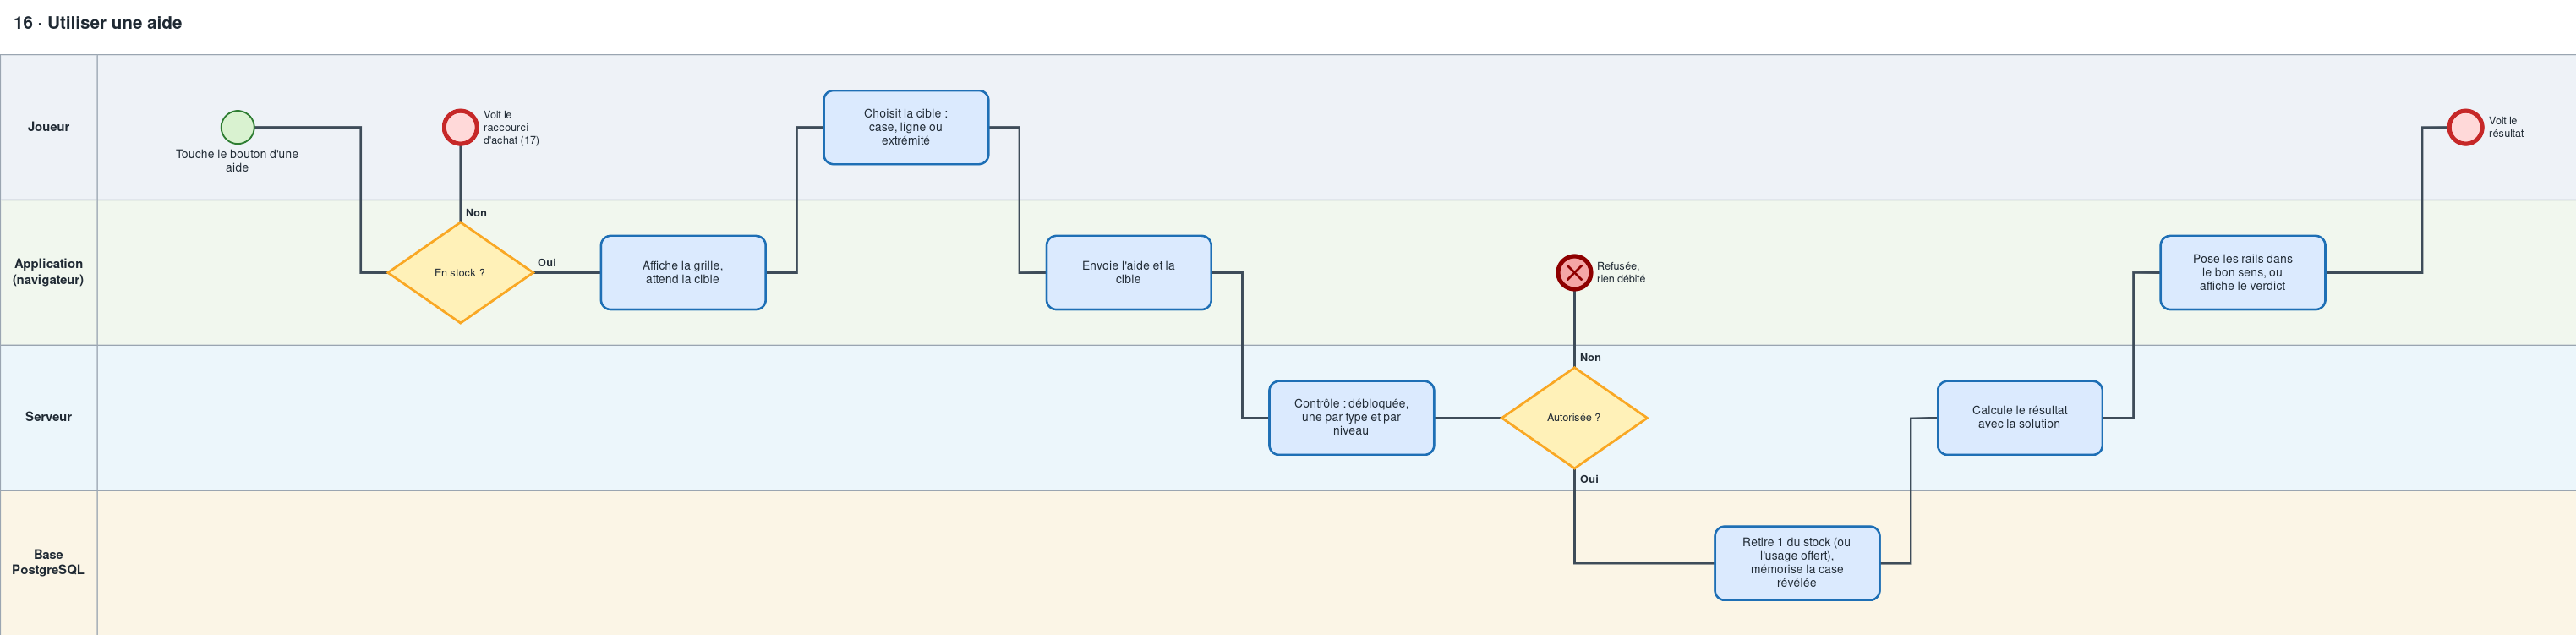 16 · Utiliser une aide
Joueur
Touche le bouton d'une
aide
Voit le
raccourci
d'achat (17)
Choisit la cible :
case, ligne ou
extrémité
Voit le
résultat
Application
(navigateur)
Non
En stock ?
Oui
Affiche la grille,
attend la cible
Envoie l'aide et la
cible
Refusée,
rien débité
Pose les rails dans
le bon sens, ou
affiche le verdict
Serveur
Contrôle : débloquée,
une par type et par
niveau
Non
Autorisée ?
Oui
Calcule le résultat
avec la solution
Base
PostgreSQL
Retire 1 du stock (ou
l'usage offert),
mémorise la case
révélée